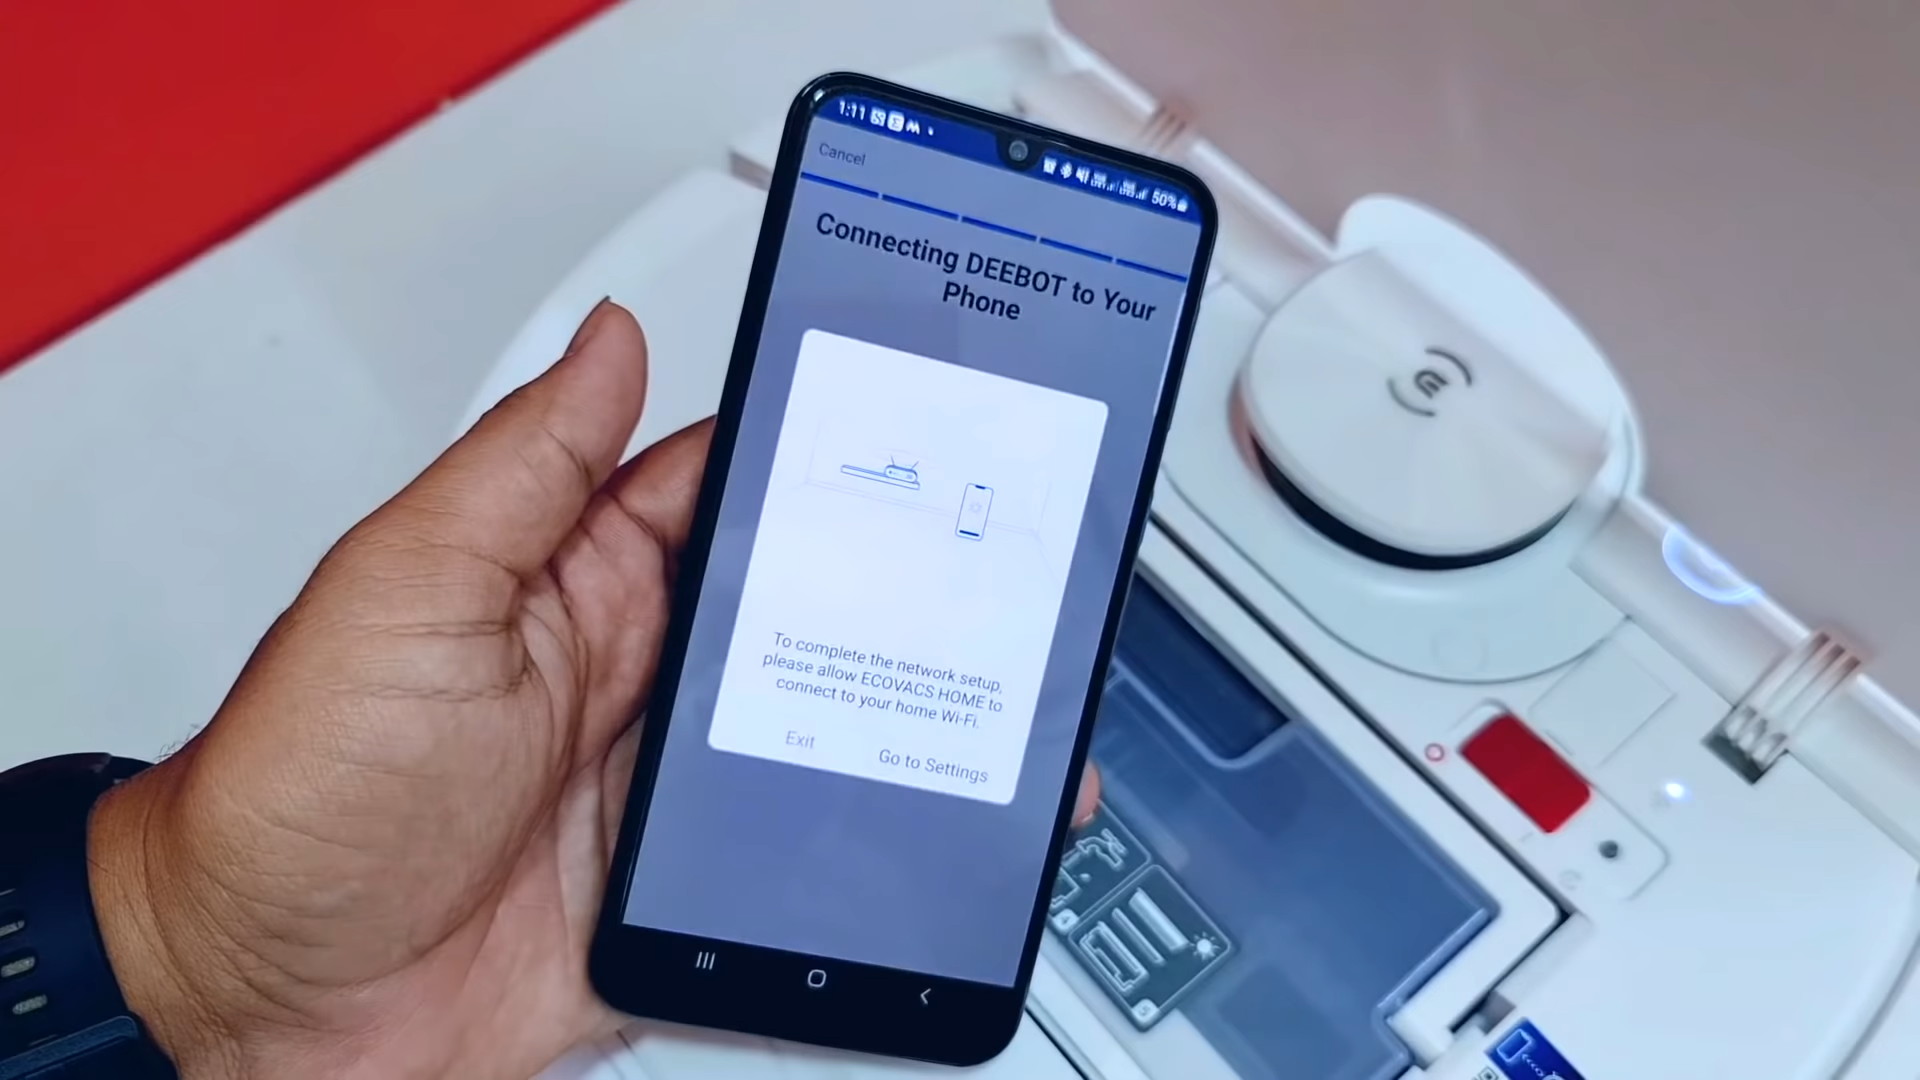 1:11
50%
Cancel
Connecting DEEBOT to Your
Phone
To complete the network setup,
please allow ECOVACS HOME to
connect to your home Wi-Fi.
Exit
Go to Settings